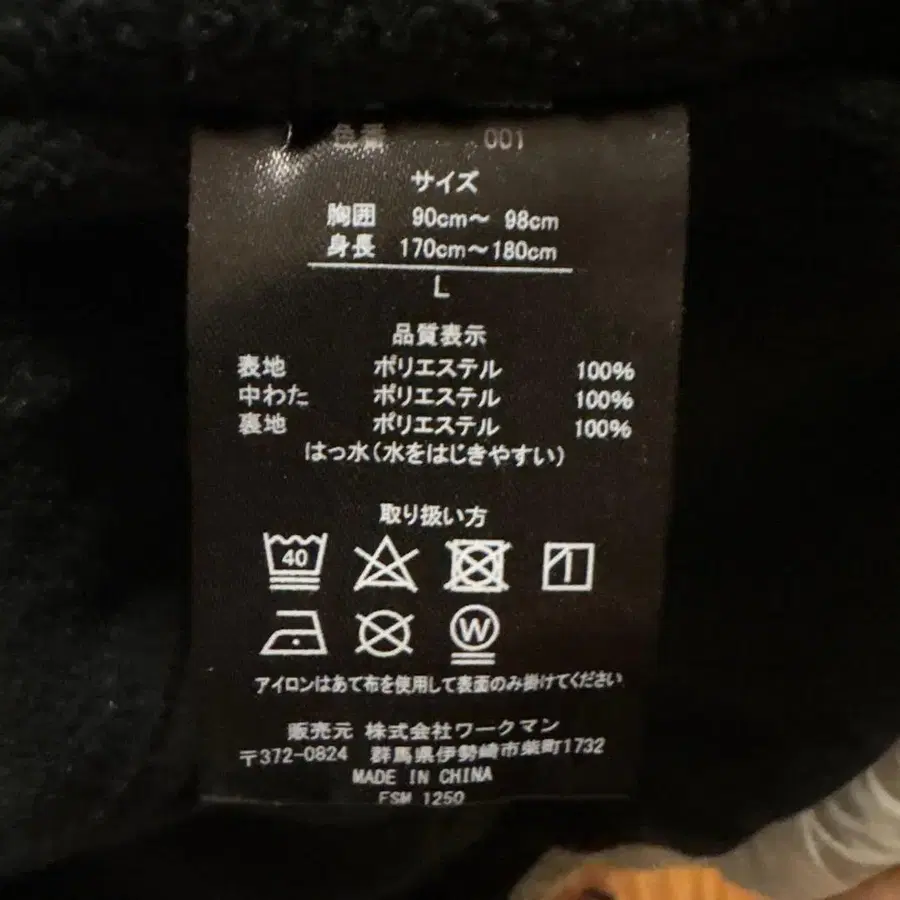 色番 001
サイズ
胸囲 90cm～ 98cm
身長 170cm～180cm
L
品質表示
表地 ポリエステル 100%
中わた ポリエステル 100%
裏地 ポリエステル 100%
はっ水(水をはじきやすい)
取り扱い方
40
W
アイロンはあて布を使用して表面のみ掛けてください
販売元 株式会社ワークマン
〒372-0824 群馬県伊勢崎市柴町1732
MADE IN CHINA
FSM 1250